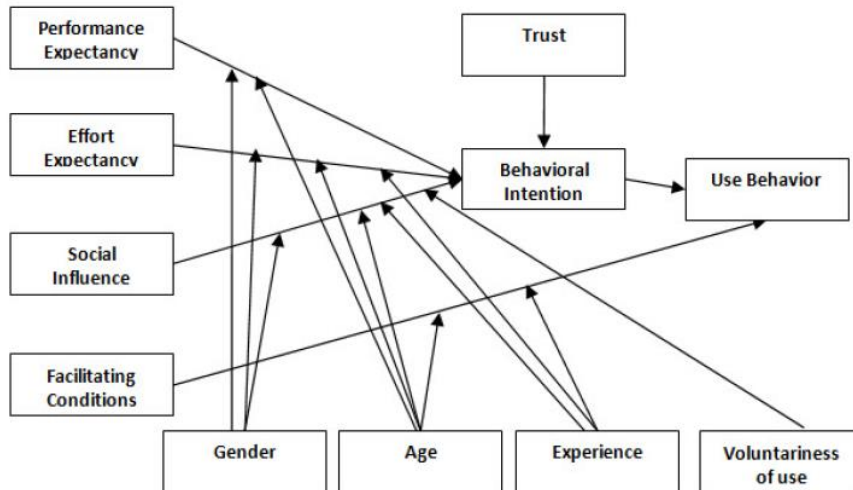 Performance
Expectancy
Trust
Effort
Expectancy
Behavioral
Intention
Use Behavior
Social
Influence
Facilitating
Conditions
Gender
Age
Experience
Voluntariness
of use